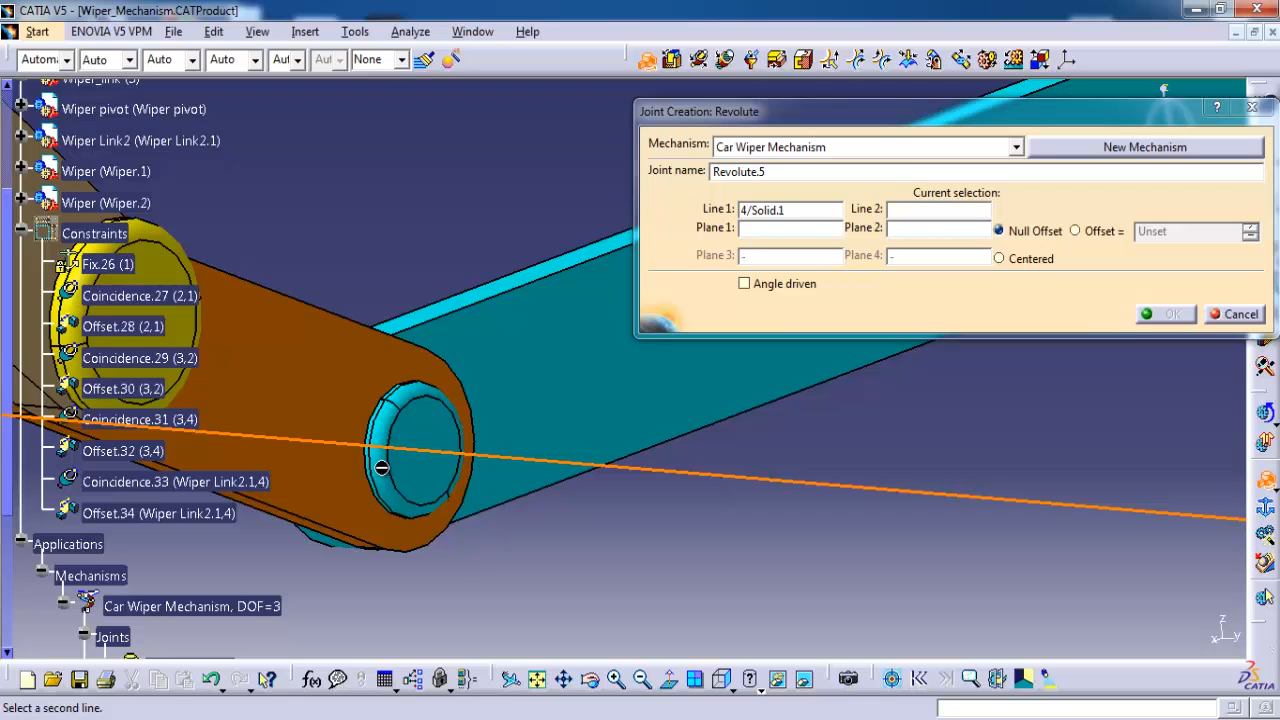 CATIA V5 - [Wiper_Mechanism.CATProduct]
Start ENOVIA V5 VPM File Edit View Insert Tools Analyze Window Help
Auto Auto Auto None
Wiper pivot (Wiper pivot)
Wiper Link2 (Wiper Link2.1)
Wiper (Wiper.1)
Wiper (Wiper.2)
Constraints
Fix.26 (1)
Coincidence.27 (2,1)
Offset.28 (2,1)
Coincidence.29 (3,2)
Offset.30 (3,2)
Coincidence.31 (3,4)
Offset.32 (3,4)
Coincidence.33 (Wiper Link2.1,4)
Offset.34 (Wiper Link2.1,4)
Applications
Mechanisms
Car Wiper Mechanism, DOF=3
Joints
Joint Creation: Revolute
Mechanism: Car Wiper Mechanism New Mechanism
Joint name: Revolute.5
Current selection:
Line 1: 4/Solid.1 Line 2:
Plane 1: Plane 2: Null Offset Offset = Unset
Plane 3: - Plane 4: - Centered
Angle driven
OK Cancel
z
x y
f(x)
CATIA
Select a second line.